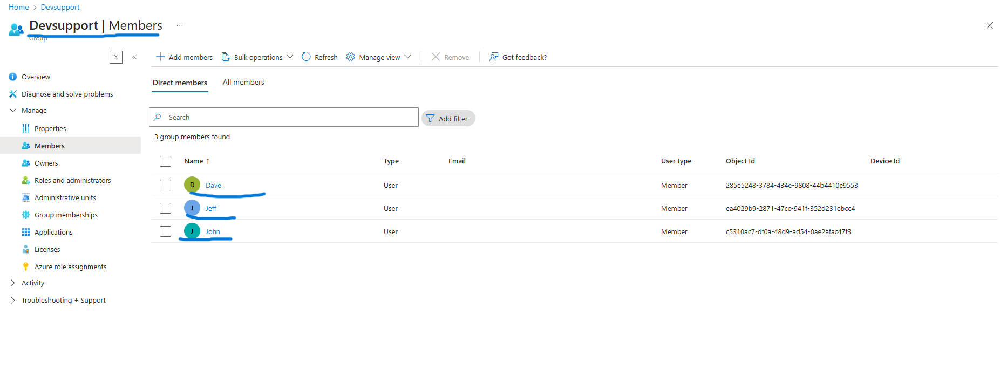 Home > Devsupport
Devsupport | Members ...
Group
Add members Bulk operations Refresh Manage view Remove Got feedback?
Overview
Diagnose and solve problems
Manage
Properties
Members
Owners
Roles and administrators
Administrative units
Group memberships
Applications
Licenses
Azure role assignments
Activity
Troubleshooting + Support
Direct members All members
Search Add filter
3 group members found
Name ↑ Type Email User type Object Id Device Id
D Dave User Member 285e5248-3784-434e-9808-44b4410e9553
J Jeff User Member ea4029b9-2871-47cc-941f-352d231ebcc4
J John User Member c5310ac7-df0a-48d9-ad54-0ae2afac47f3